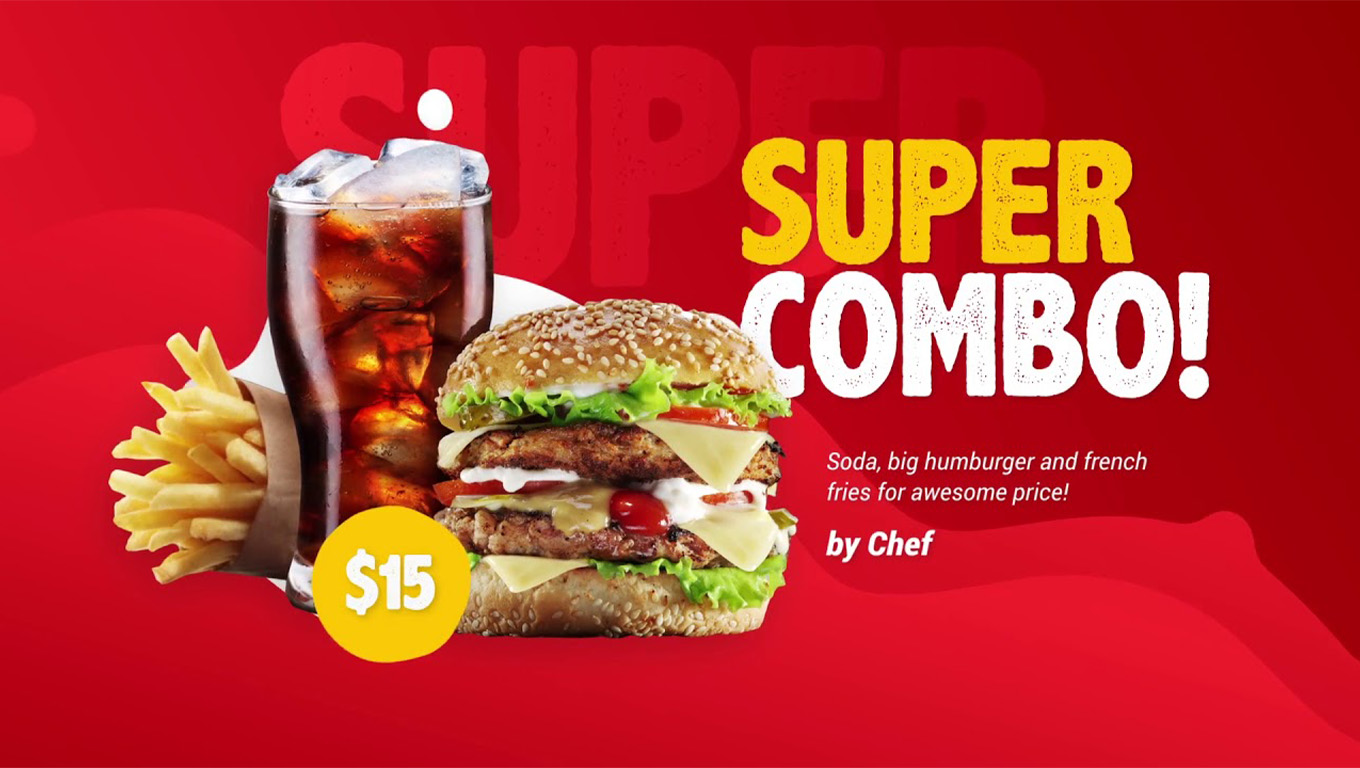 SUPER
SUPER
COMBO!
Soda, big humburger and french
fries for awesome price!
by Chef
$15